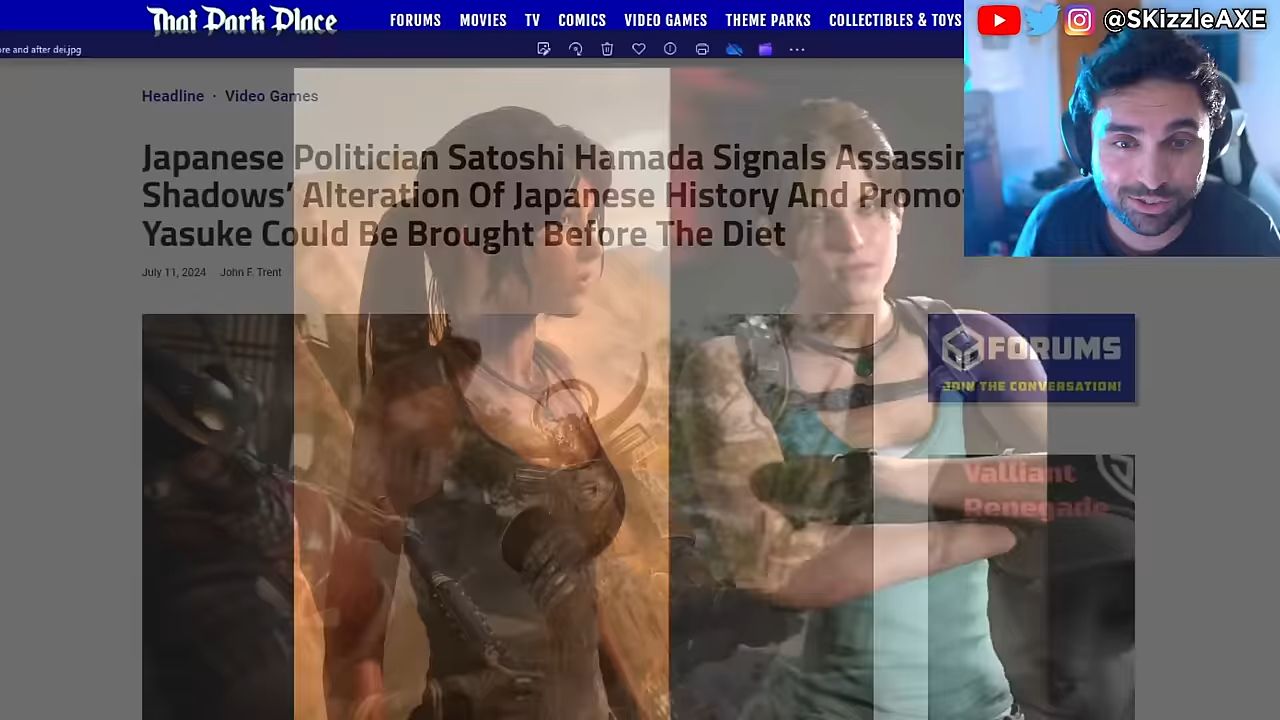 That Park Place
FORUMS MOVIES TV COMICS VIDEO GAMES THEME PARKS COLLECTIBLES & TOYS
@SKizzleAXE
re and after dei.jpg
Headline · Video Games
Japanese Politician Satoshi Hamada Signals Assassin
Shadows’ Alteration Of Japanese History And Promo
Yasuke Could Be Brought Before The Diet
July 11, 2024 John F. Trent
FORUMS
JOIN THE CONVERSATION!
Valliant
Renegade